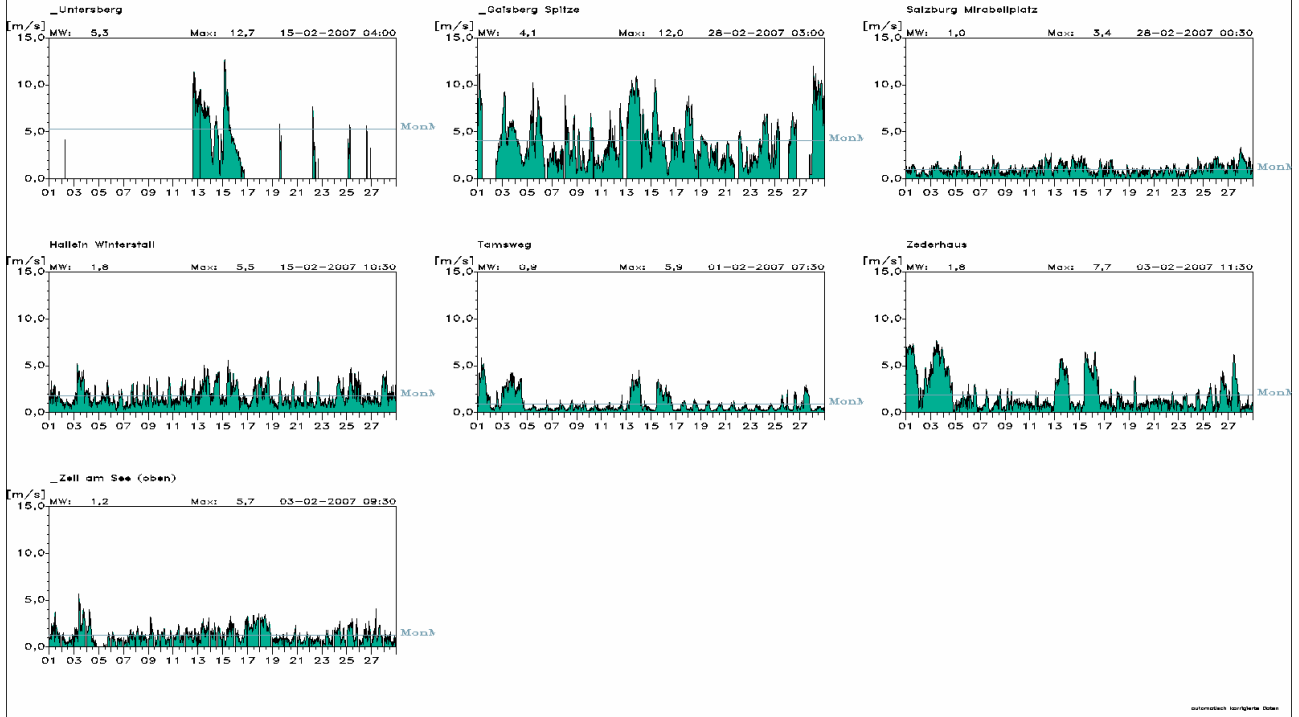 _Untersberg
[m/s] MW: 5,3 Max: 12,7 15-02-2007 04:00
15,0
10,0
5,0
MonM
0,0
01 03 05 07 09 11 13 15 17 19 21 23 25 27
_Gaisberg Spitze
[m/s] MW: 4,1 Max: 12,0 28-02-2007 03:00
15,0
10,0
5,0
MonM
0,0
01 03 05 07 09 11 13 15 17 19 21 23 25 27
Salzburg Mirabellplatz
[m/s] MW: 1,0 Max: 3,4 28-02-2007 00:30
15,0
10,0
5,0
MonM
0,0
01 03 05 07 09 11 13 15 17 19 21 23 25 27
Hallein Winterstall
[m/s] MW: 1,8 Max: 5,5 15-02-2007 10:30
15,0
10,0
5,0
MonM
0,0
01 03 05 07 09 11 13 15 17 19 21 23 25 27
Tamsweg
[m/s] MW: 0,9 Max: 5,9 01-02-2007 07:30
15,0
10,0
5,0
MonM
0,0
01 03 05 07 09 11 13 15 17 19 21 23 25 27
Zederhaus
[m/s] MW: 1,8 Max: 7,7 03-02-2007 11:30
15,0
10,0
5,0
MonM
0,0
01 03 05 07 09 11 13 15 17 19 21 23 25 27
_Zell am See (oben)
[m/s] MW: 1,2 Max: 5,7 03-02-2007 09:30
15,0
10,0
5,0
MonM
0,0
01 03 05 07 09 11 13 15 17 19 21 23 25 27
automatisch korrigierte Daten